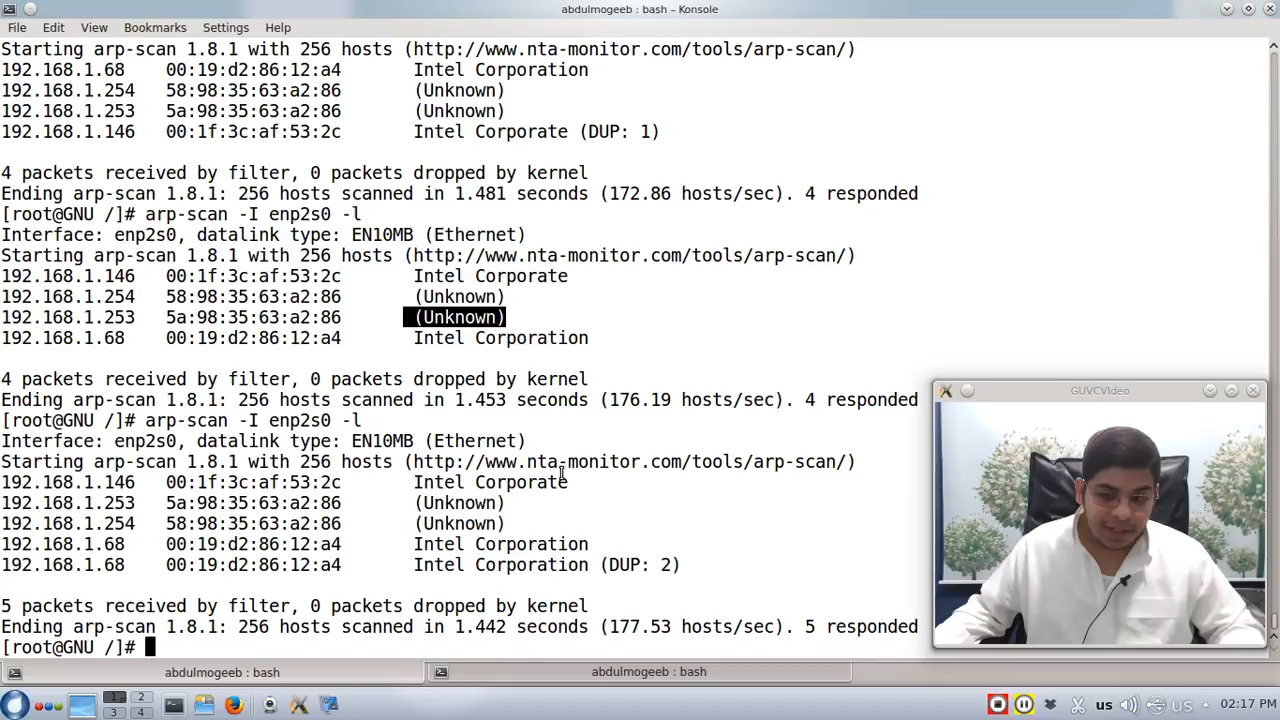 abdulmogeeb : bash – Konsole
File Edit View Bookmarks Settings Help
Starting arp-scan 1.8.1 with 256 hosts (http://www.nta-monitor.com/tools/arp-scan/)
192.168.1.68 00:19:d2:86:12:a4 Intel Corporation
192.168.1.254 58:98:35:63:a2:86 (Unknown)
192.168.1.253 5a:98:35:63:a2:86 (Unknown)
192.168.1.146 00:1f:3c:af:53:2c Intel Corporate (DUP: 1)
4 packets received by filter, 0 packets dropped by kernel
Ending arp-scan 1.8.1: 256 hosts scanned in 1.481 seconds (172.86 hosts/sec). 4 responded
[root@GNU /]# arp-scan -I enp2s0 -l
Interface: enp2s0, datalink type: EN10MB (Ethernet)
Starting arp-scan 1.8.1 with 256 hosts (http://www.nta-monitor.com/tools/arp-scan/)
192.168.1.146 00:1f:3c:af:53:2c Intel Corporate
192.168.1.254 58:98:35:63:a2:86 (Unknown)
192.168.1.253 5a:98:35:63:a2:86 (Unknown)
192.168.1.68 00:19:d2:86:12:a4 Intel Corporation
4 packets received by filter, 0 packets dropped by kernel
Ending arp-scan 1.8.1: 256 hosts scanned in 1.453 seconds (176.19 hosts/sec). 4 responded
[root@GNU /]# arp-scan -I enp2s0 -l
Interface: enp2s0, datalink type: EN10MB (Ethernet)
Starting arp-scan 1.8.1 with 256 hosts (http://www.nta-monitor.com/tools/arp-scan/)
192.168.1.146 00:1f:3c:af:53:2c Intel Corporate
192.168.1.253 5a:98:35:63:a2:86 (Unknown)
192.168.1.254 58:98:35:63:a2:86 (Unknown)
192.168.1.68 00:19:d2:86:12:a4 Intel Corporation
192.168.1.68 00:19:d2:86:12:a4 Intel Corporation (DUP: 2)
5 packets received by filter, 0 packets dropped by kernel
Ending arp-scan 1.8.1: 256 hosts scanned in 1.442 seconds (177.53 hosts/sec). 5 responded
[root@GNU /]#
GUVCVideo
abdulmogeeb : bash
abdulmogeeb : bash
1 2
3 4
us
us
02:17 PM